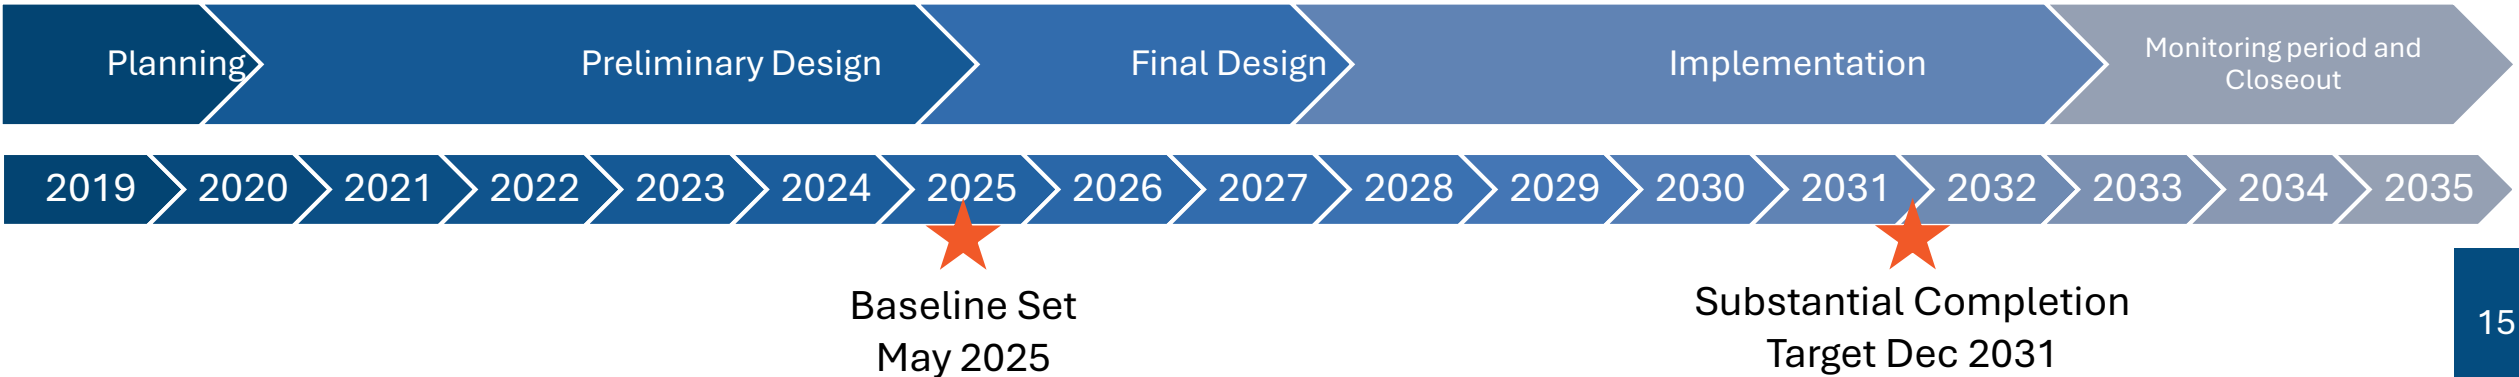 Planning
Preliminary Design
Final Design
Implementation
Monitoring period and
Closeout
2019
2020
2021
2022
2023
2024
2025
2026
2027
2028
2029
2030
2031
2032
2033
2034
2035
Baseline Set
May 2025
Substantial Completion
Target Dec 2031
15